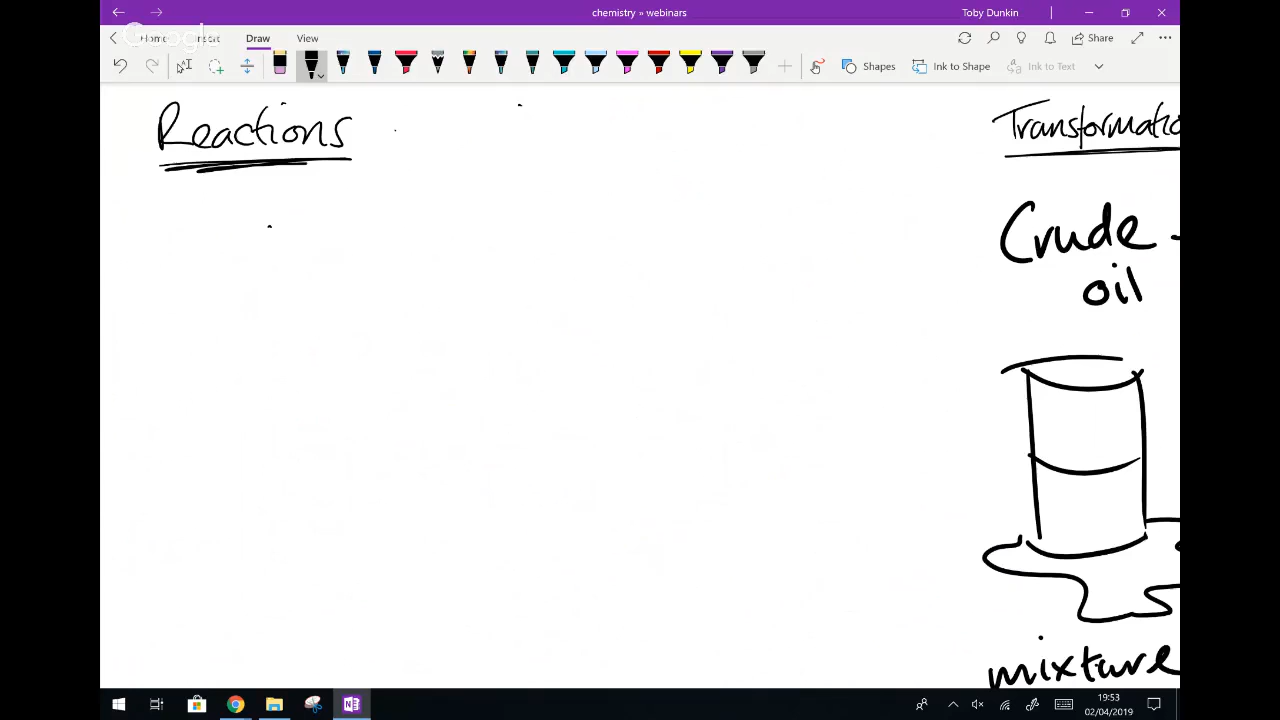 chemistry » webinars
Toby Dunkin
Home
Insert
Draw
View
Share
Shapes
Ink to Shape
Ink to Text
Google
Reactions
Transformatio
Crude
oil
mixture
19:53
02/04/2019